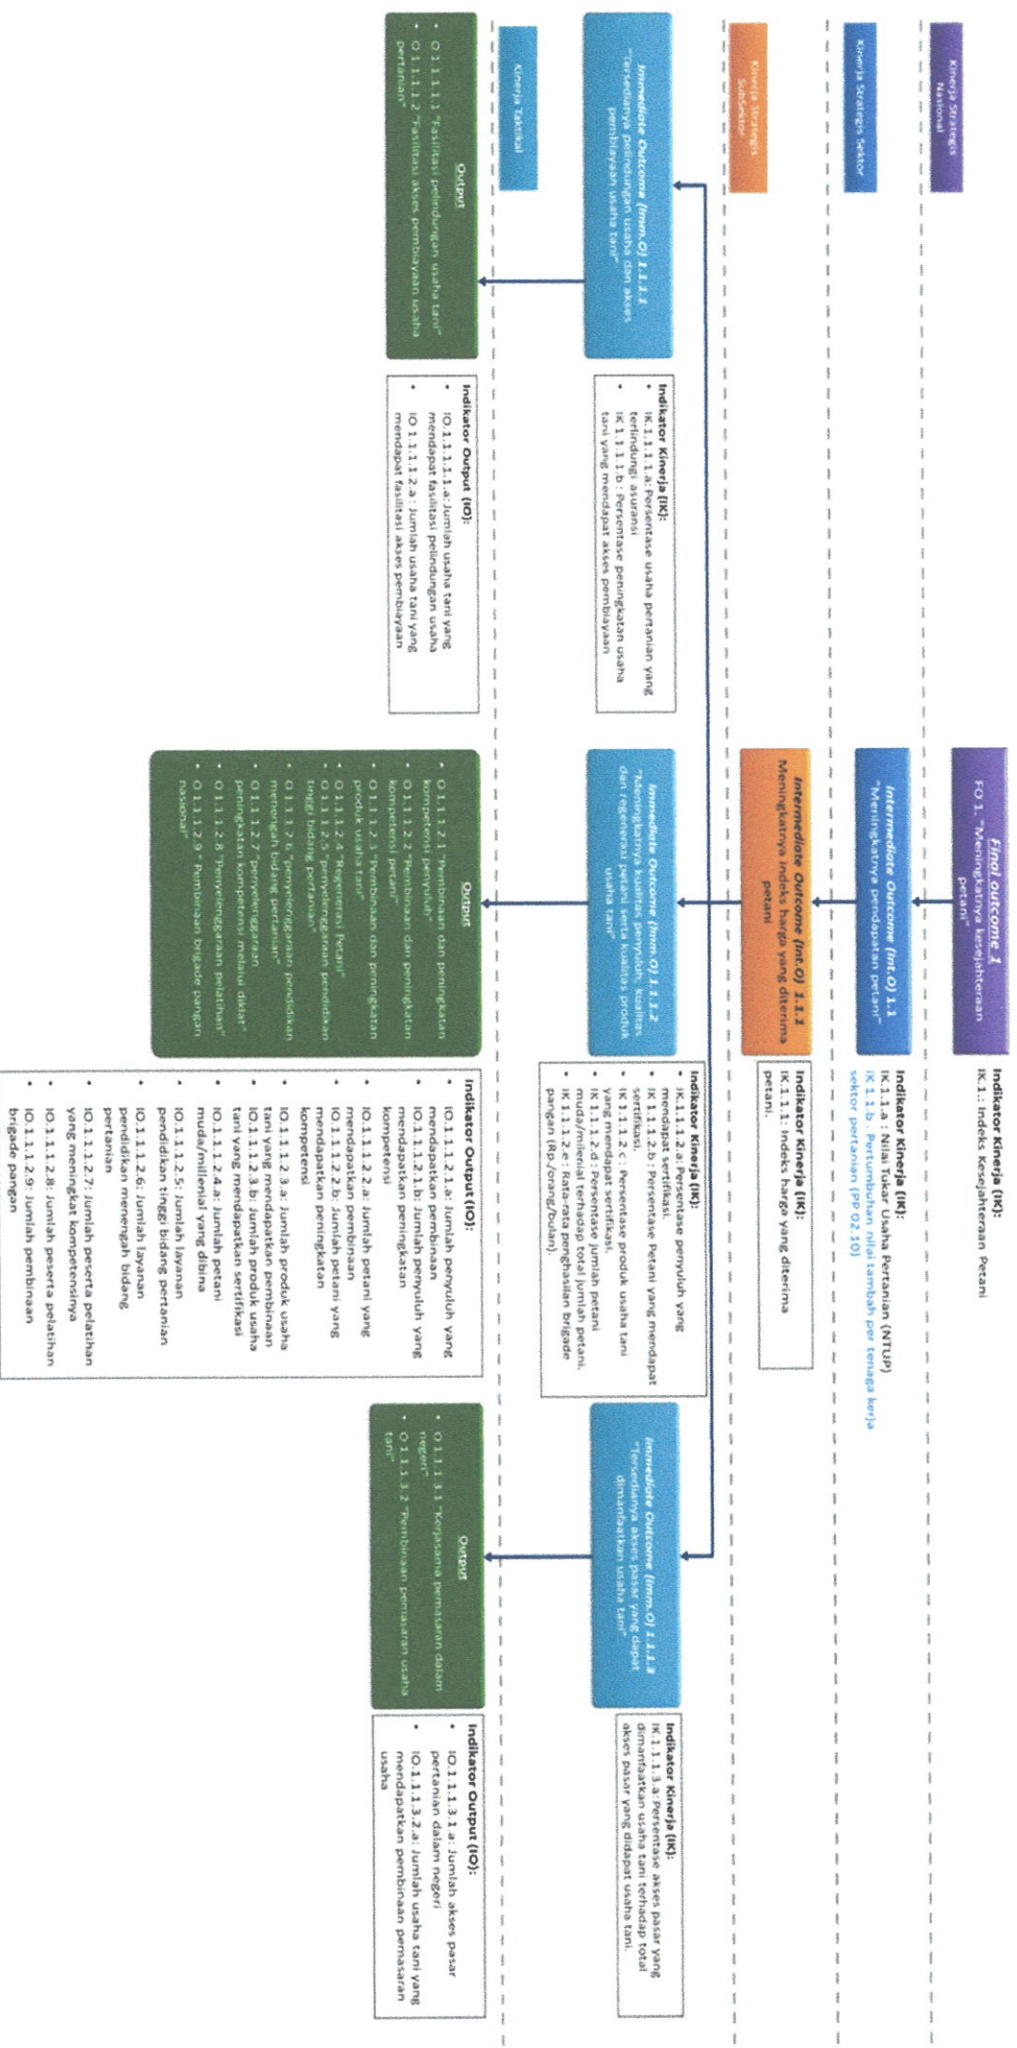 Kinerja Strategis
Nasional
Final outcome 1
FO 1. "Meningkatnya kesejahteraan
petani"
Indikator Kinerja (IK):
IK.1.: Indeks Kesejahteraan Petani
Kinerja Strategis Sektor
Intermediate Outcome (Int.O) 1.1
"Meningkatnya pendapatan petani"
Indikator Kinerja (IK):
IK.1.1.a : Nilai Tukar Usaha Pertanian (NTUP)
IK 1.1.b . Pertumbuhan nilai tambah per tenaga kerja
sektor pertanian (PP 02.10)
Kinerja Strategis
SubSektor
Intermediate Outcome (Int.O) 1.1.1
Meningkatnya indeks harga yang diterima
petani
Indikator Kinerja (IK):
IK.1.1.1: Indeks harga yang diterima
petani.
Immediate Outcome (Imm.O) 1.1.1.1
"Tersedianya pelindungan usaha dan akses
pembiayaan usaha tani"
Indikator Kinerja (IK):
• IK.1.1.1.1.a: Persentase usaha pertanian yang
terlindungi asuransi
• IK 1.1.1.1.b : Persentase peningkatan usaha
tani yang mendapat akses pembiayaan
Immediate Outcome (Imm.O) 1.1.1.2
"Meningkatnya kualitas penyuluh, kualitas
dan regenerasi petani serta kualitas produk
usaha tani"
Indikator Kinerja (IK):
• IK.1.1.1.2.a: Persentase penyuluh yang
mendapat sertifikasi.
• IK 1.1.1.2.b : Persentase Petani yang mendapat
sertifikasi.
• IK 1.1.1.2.c : Persentase produk usaha tani
yang mendapat sertifikasi.
• IK 1.1.1.2.d : Persentase jumlah petani
muda/milenial terhadap total jumlah petani.
• IK 1.1.1.2.e : Rata-rata penghasilan brigade
pangan (Rp./orang/bulan).
Immediate Outcome (Imm.O) 1.1.1.3
"Tersedianya akses pasar yang dapat
dimanfaatkan usaha tani"
Indikator Kinerja (IK):
IK.1.1.1.3.a: Persentase akses pasar yang
dimanfaatkan usaha tani terhadap total
akses pasar yang didapat usaha tani.
Kinerja Taktikal
Output
• O 1.1.1.1.1 "Fasilitasi pelindungan usaha tani"
• O 1.1.1.1.2 "Fasilitasi akses pembiayaan usaha
pertanian"
Indikator Output (IO):
• IO.1.1.1.1.1.a: Jumlah usaha tani yang
mendapat fasilitasi pelindungan usaha
• IO 1.1.1.1.2.a : Jumlah usaha tani yang
mendapat fasilitasi akses pembiayaan
Output
• O 1.1.1.2.1 "Pembinaan dan peningkatan
kompetensi penyuluh"
• O 1.1.1.2.2 "Pembinaan dan peningkatan
kompetensi petani"
• O 1.1.1.2.3 "Pembinaan dan peningkatan
produk usaha tani"
• O 1.1.1.2.4 "Regenerasi Petani"
• O 1.1.1.2.5 "penyelenggaraan pendidikan
tinggi bidang pertanian"
• O 1.1.1.2.6 "penyelenggaraan pendidikan
menengah bidang pertanian"
• O 1.1.1.2.7 "penyelenggaraan
peningkatan kompetensi melalui diklat"
• O 1.1.1.2.8 "Penyelenggaraan pelatihan"
• O 1.1.1.2.9 " Pembinaan brigade pangan
nasional"
Indikator Output (IO):
• IO.1.1.1.2.1.a: Jumlah penyuluh yang
mendapatkan pembinaan
• IO.1.1.1.2.1.b: Jumlah penyuluh yang
mendapatkan peningkatan
kompetensi
• IO.1.1.1.2.2.a: Jumlah petani yang
mendapatkan pembinaan
• IO.1.1.1.2.2.b: Jumlah petani yang
mendapatkan peningkatan
kompetensi
• IO.1.1.1.2.3.a: Jumlah produk usaha
tani yang mendapatkan pembinaan
• IO.1.1.1.2.3.b: Jumlah produk usaha
tani yang mendapatkan sertifikasi
• IO.1.1.1.2.4.a: Jumlah petani
muda/millenial yang dibina
• IO.1.1.1.2.5: Jumlah layanan
pendidikan tinggi bidang pertanian
• IO.1.1.1.2.6: Jumlah layanan
pendidikan menengah bidang
pertanian
• IO.1.1.1.2.7: Jumlah peserta pelatihan
yang meningkat kompetensinya
• IO.1.1.1.2.8: Jumlah peserta pelatihan
• IO.1.1.1.2.9: Jumlah pembinaan
brigade pangan
Output
• O 1.1.1.3.1 "Kerjasama pemasaran dalam
negeri"
• O 1.1.1.3.2 "Pembinaan pemasaran usaha
tani"
Indikator Output (IO):
• IO.1.1.1.3.1.a: Jumlah akses pasar
pertanian dalam negeri
• IO.1.1.1.3.2.a: Jumlah usaha tani yang
mendapatkan pembinaan pemasaran
usaha